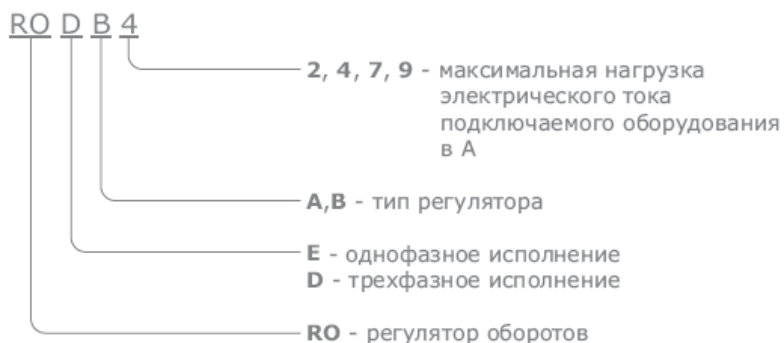 RO D B 4
2, 4, 7, 9 - максимальная нагрузка
электрического тока
подключаемого оборудования
в А
A,B - тип регулятора
E - однофазное исполнение
D - трехфазное исполнение
RO - регулятор оборотов